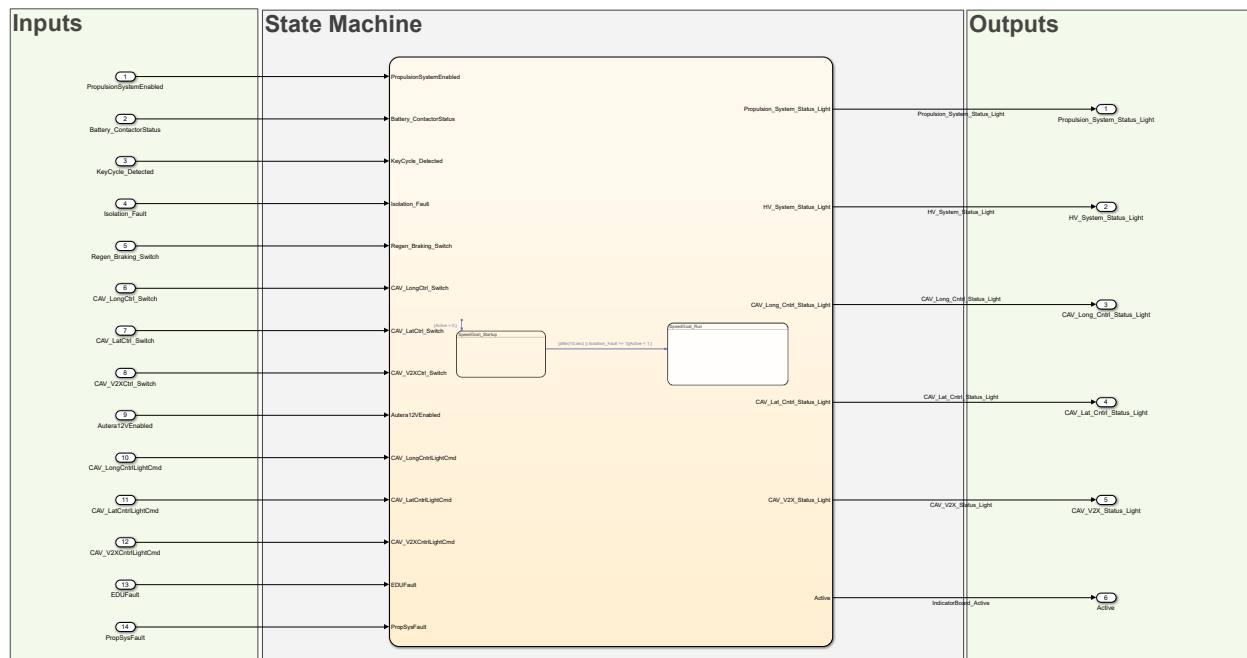 Inputs
State Machine
Outputs
1
PropulsionSystemEnabled
2
Battery_ContactorStatus
3
KeyCycle_Detected
4
Isolation_Fault
5
Regen_Braking_Switch
6
CAV_LongCtrl_Switch
7
CAV_LatCtrl_Switch
8
CAV_V2XCtrl_Switch
9
Autera12VEnabled
10
CAV_LongCntrlLightCmd
11
CAV_LatCntrlLightCmd
12
CAV_V2XCntrlLightCmd
13
EDUFault
14
PropSysFault
PropulsionSystemEnabled
Battery_ContactorStatus
KeyCycle_Detected
Isolation_Fault
Regen_Braking_Switch
CAV_LongCtrl_Switch
CAV_LatCtrl_Switch
CAV_V2XCtrl_Switch
Autera12VEnabled
CAV_LongCntrlLightCmd
CAV_LatCntrlLightCmd
CAV_V2XCntrlLightCmd
EDUFault
PropSysFault
{Active = 0;}
SpeedGoat_Startup
SpeedGoat_Run
Propulsion_System_Status_Light
HV_System_Status_Light
CAV_Long_Cntrl_Status_Light
CAV_Lat_Cntrl_Status_Light
CAV_V2X_Status_Light
Active
Propulsion_System_Status_Light
HV_System_Status_Light
CAV_Long_Cntrl_Status_Light
CAV_Lat_Cntrl_Status_Light
CAV_V2X_Status_Light
IndicatorBoard_Active
1
Propulsion_System_Status_Light
2
HV_System_Status_Light
3
CAV_Long_Cntrl_Status_Light
4
CAV_Lat_Cntrl_Status_Light
5
CAV_V2X_Status_Light
6
Active